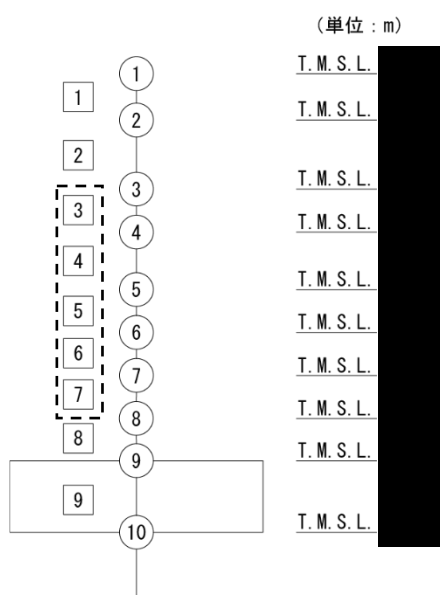 （単位：m）
① T.M.S.L.
1
② T.M.S.L.
2
③ T.M.S.L.
3
④ T.M.S.L.
4
⑤ T.M.S.L.
5
⑥ T.M.S.L.
6
⑦ T.M.S.L.
7
⑧ T.M.S.L.
8
⑨ T.M.S.L.
9
⑩ T.M.S.L.